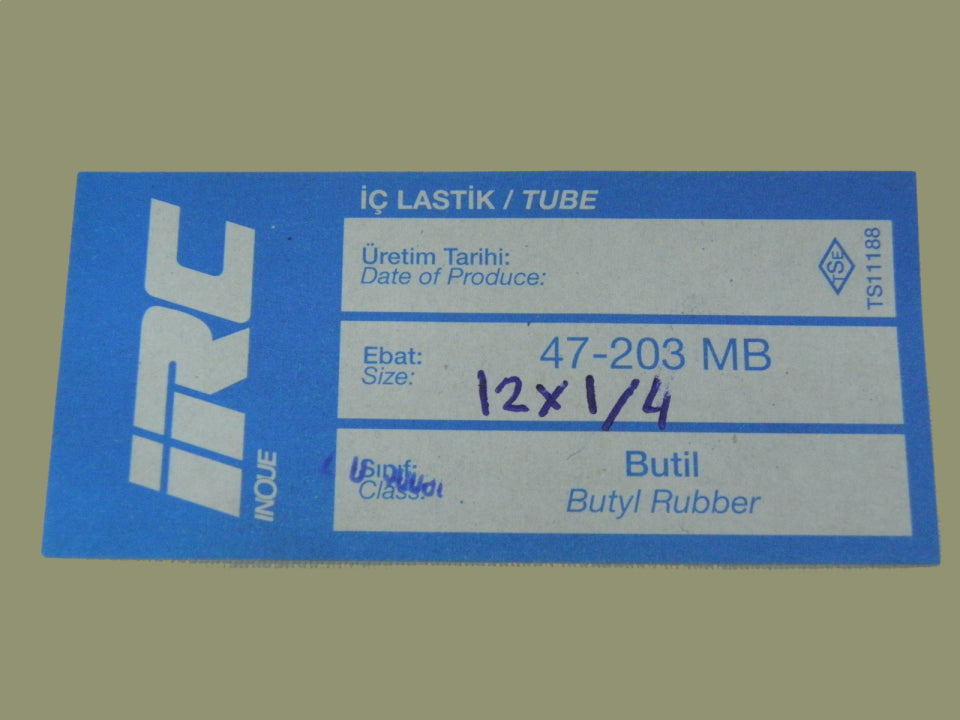 İÇ LASTİK / TUBE
IRC
INOUE
Üretim Tarihi:
Date of Produce:
TSE
TS11188
Ebat:
Size:
47-203 MB
12x1/4
Sınıf:
Class:
Butil
Butyl Rubber